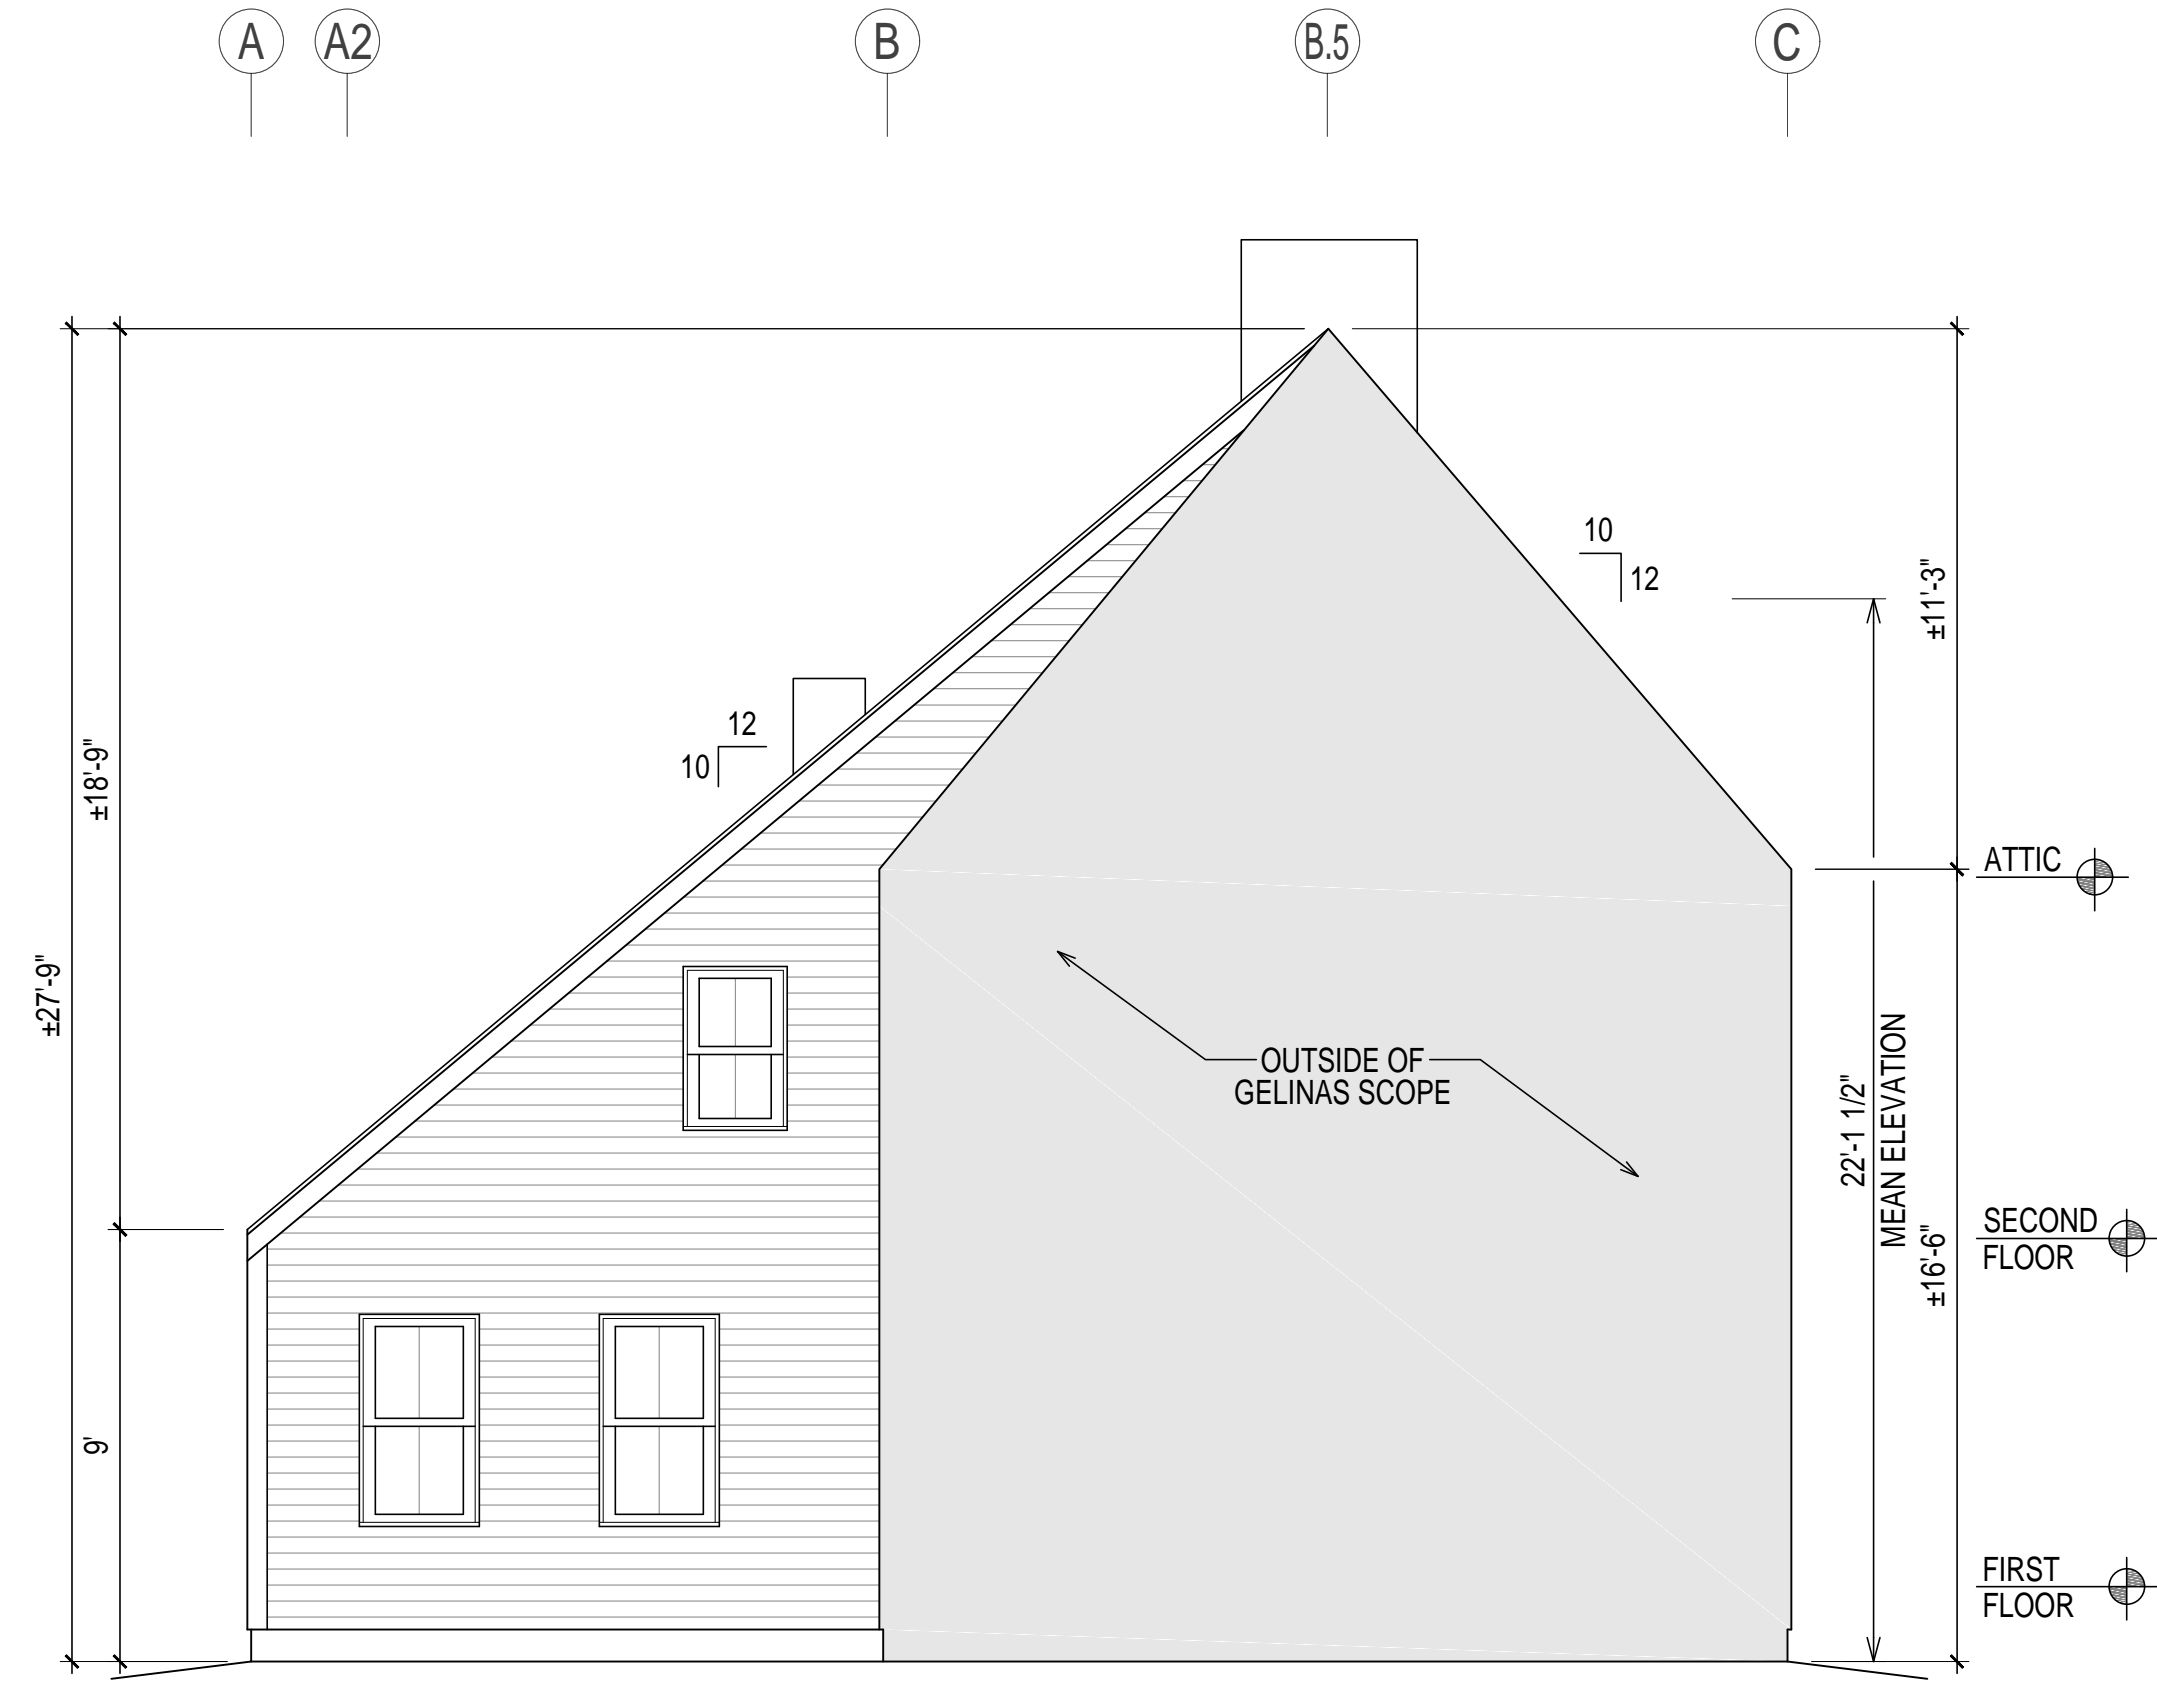 A
A2
B
B.5
C
10
12
±11'-3"
12
10
±18'-9"
ATTIC
±27'-9"
OUTSIDE OF
GELINAS SCOPE
22'-1 1/2"
MEAN ELEVATION
SECOND
FLOOR
±16'-6"
9'
FIRST
FLOOR